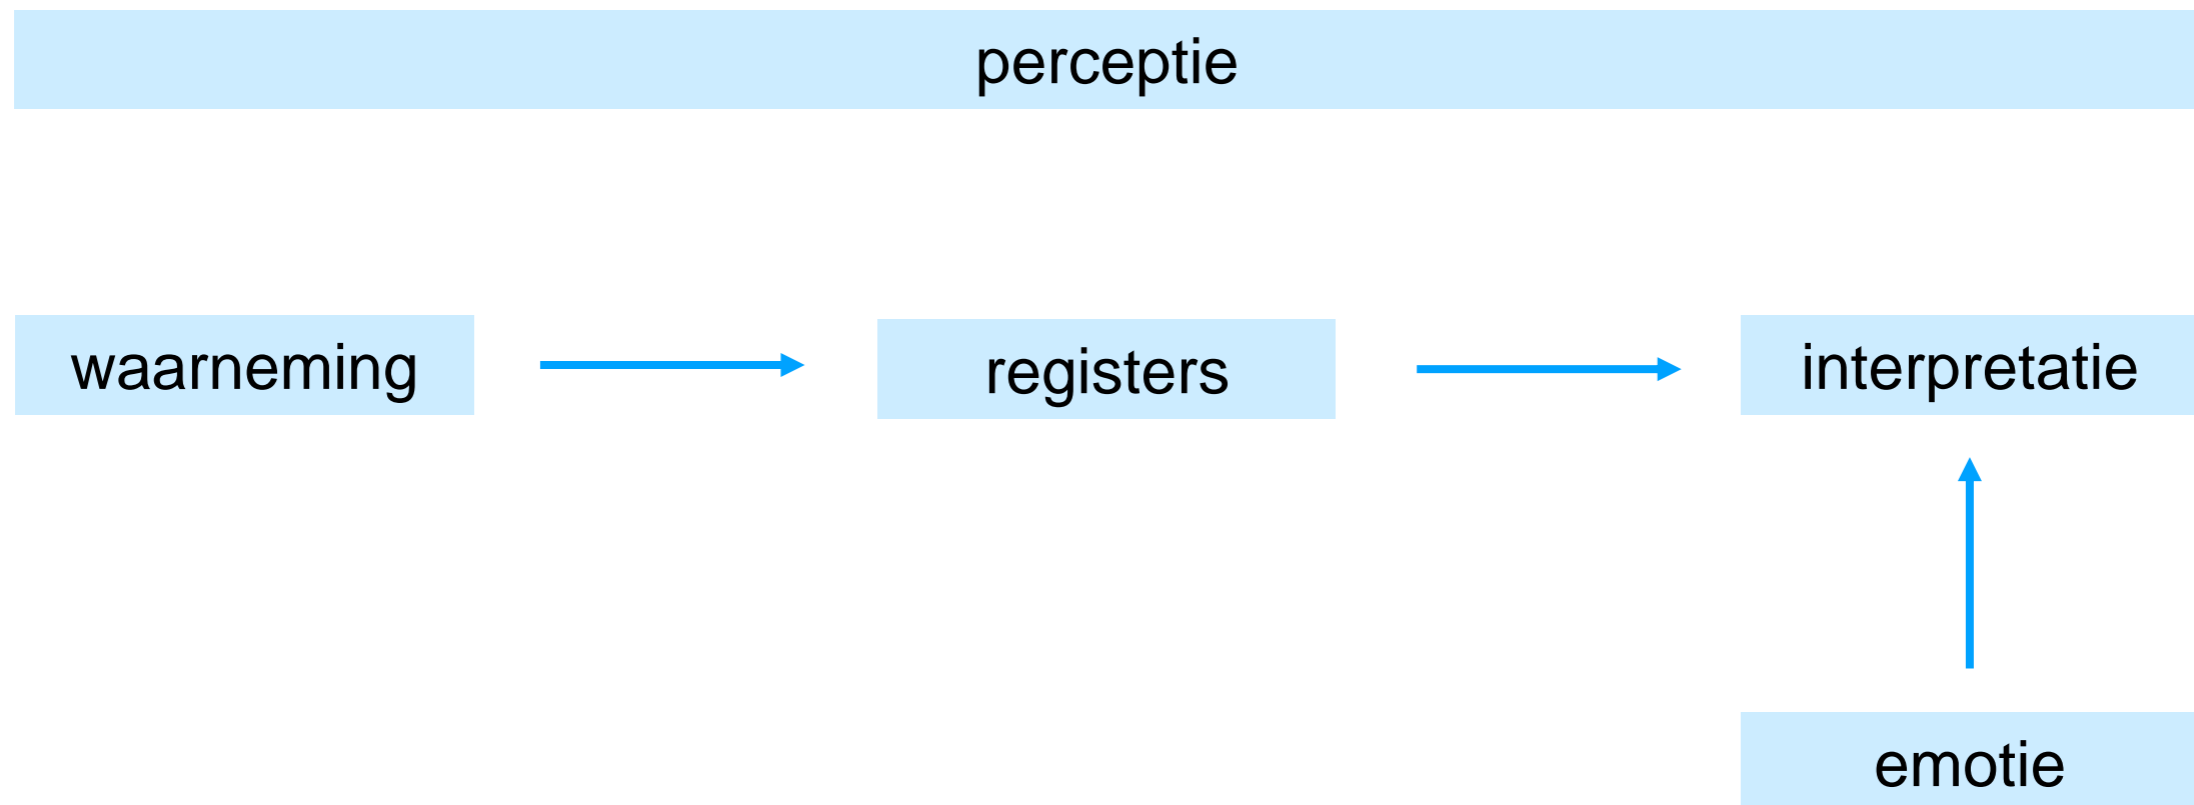 perceptie
waarneming
registers
interpretatie
emotie